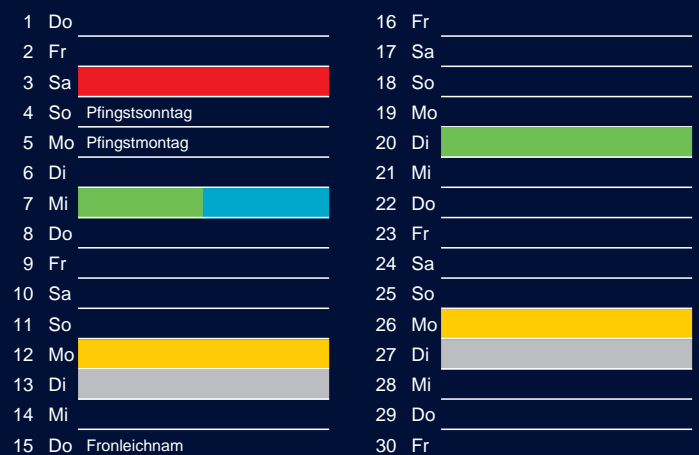 1 Do
2 Fr
3 Sa
4 So Pfingstsonntag
5 Mo Pfingstmontag
6 Di
7 Mi
8 Do
9 Fr
10 Sa
11 So
12 Mo
13 Di
14 Mi
15 Do Fronleichnam
16 Fr
17 Sa
18 So
19 Mo
20 Di
21 Mi
22 Do
23 Fr
24 Sa
25 So
26 Mo
27 Di
28 Mi
29 Do
30 Fr